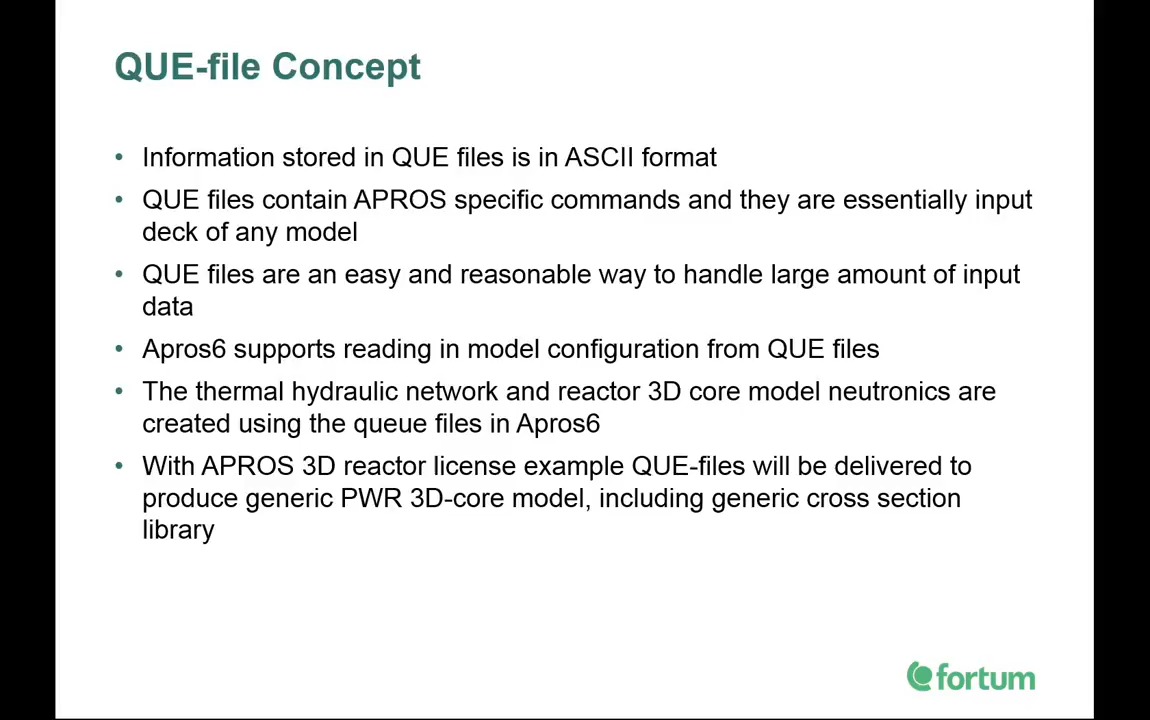 QUE-file Concept
• Information stored in QUE files is in ASCII format
• QUE files contain APROS specific commands and they are essentially input
deck of any model
• QUE files are an easy and reasonable way to handle large amount of input
data
• Apros6 supports reading in model configuration from QUE files
• The thermal hydraulic network and reactor 3D core model neutronics are
created using the queue files in Apros6
• With APROS 3D reactor license example QUE-files will be delivered to
produce generic PWR 3D-core model, including generic cross section
library
fortum